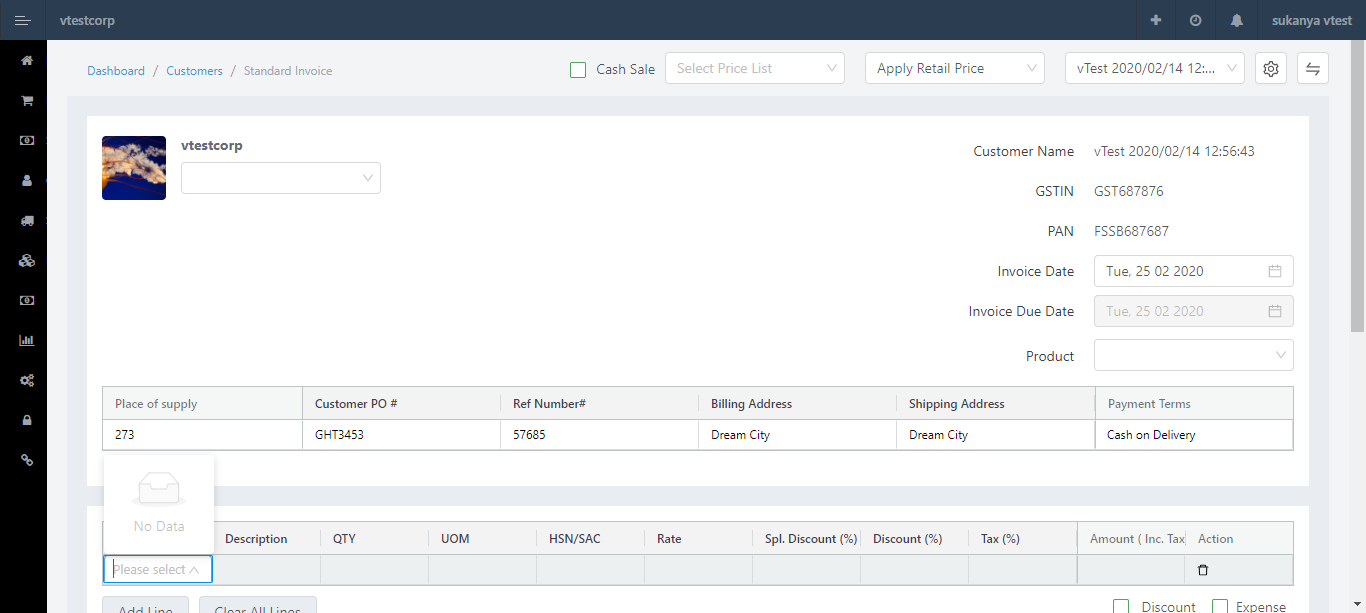 vtestcorp
sukanya vtest
Dashboard / Customers / Standard Invoice
Cash Sale
Select Price List
Apply Retail Price
vTest 2020/02/14 12:...
vtestcorp
Customer Name vTest 2020/02/14 12:56:43
GSTIN GST687876
PAN FSSB687687
Invoice Date Tue, 25 02 2020
Invoice Due Date Tue, 25 02 2020
Product
Place of supply Customer PO # Ref Number# Billing Address Shipping Address Payment Terms
273 GHT3453 57685 Dream City Dream City Cash on Delivery
No Data
Description QTY UOM HSN/SAC Rate Spl. Discount (%) Discount (%) Tax (%) Amount ( Inc. Tax Action
Please select
Add Line Clear All Lines Discount Expense